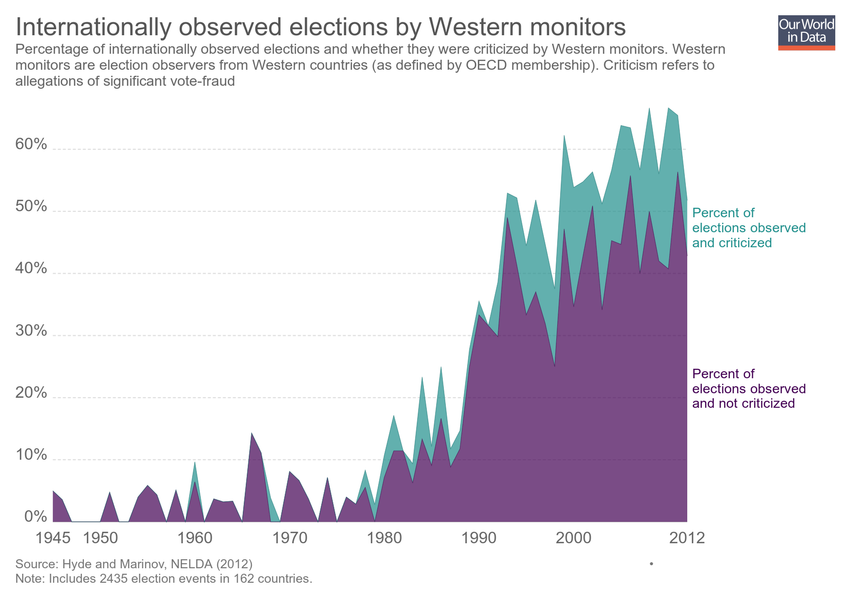 Internationally observed elections by Western monitors
Our World
in Data
Percentage of internationally observed elections and whether they were criticized by Western monitors. Western
monitors are election observers from Western countries (as defined by OECD membership). Criticism refers to
allegations of significant vote-fraud
60%
50%
40%
30%
20%
10%
0%
Percent of
elections observed
and criticized
Percent of
elections observed
and not criticized
1945 1950 1960 1970 1980 1990 2000 2012
Source: Hyde and Marinov, NELDA (2012)
Note: Includes 2435 election events in 162 countries.